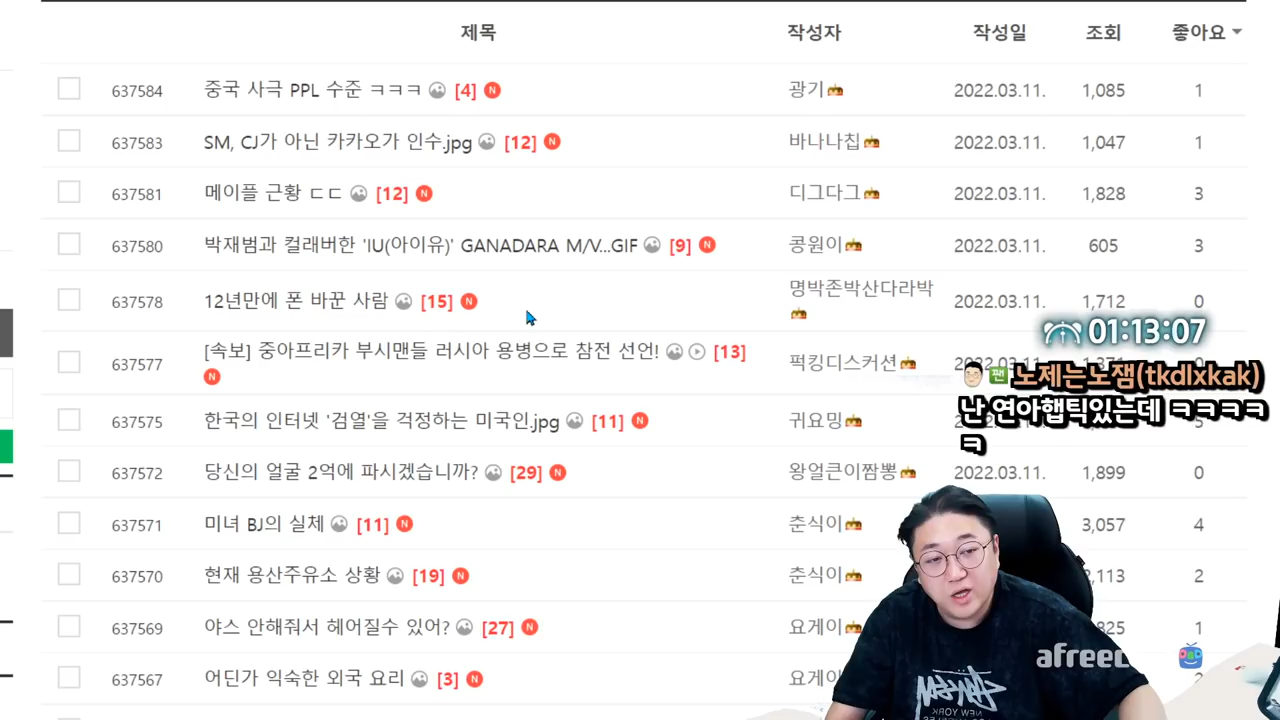 제목 작성자 작성일 조회 좋아요
637584 중국 사극 PPL 수준 ㅋㅋㅋ [4] N 광기 2022.03.11. 1,085 1
637583 SM, CJ가 아닌 카카오가 인수.jpg [12] N 바나나칩 2022.03.11. 1,047 1
637581 메이플 근황 ㄷㄷ [12] N 디그다그 2022.03.11. 1,828 3
637580 박재범과 컬래버한 'IU(아이유)' GANADARA M/V...GIF [9] N 콩원이 2022.03.11. 605 3
637578 12년만에 폰 바꾼 사람 [15] N 명박존박산다라박 2022.03.11. 1,712 0
01:13:07
637577 [속보] 중아프리카 부시맨들 러시아 용병으로 참전 선언! [13] N 퍽킹디스커션
팬 노제는노잼(tkdlxkak)
난 연아햅틱있는데 ㅋㅋㅋㅋ
ㅋ
637575 한국의 인터넷 '검열'을 걱정하는 미국인.jpg [11] N 귀요밍
637572 당신의 얼굴 2억에 파시겠습니까? [29] N 왕얼큰이짬뽕 2022.03.11. 1,899 0
637571 미녀 BJ의 실체 [11] N 춘식이 3,057 4
637570 현재 용산주유소 상황 [19] N 춘식이 113 2
637569 야스 안해줘서 헤어질수 있어? [27] N 요게이 825 1
afreec
637567 어딘가 익숙한 외국 요리 [3] N 요게이
NEW YORK